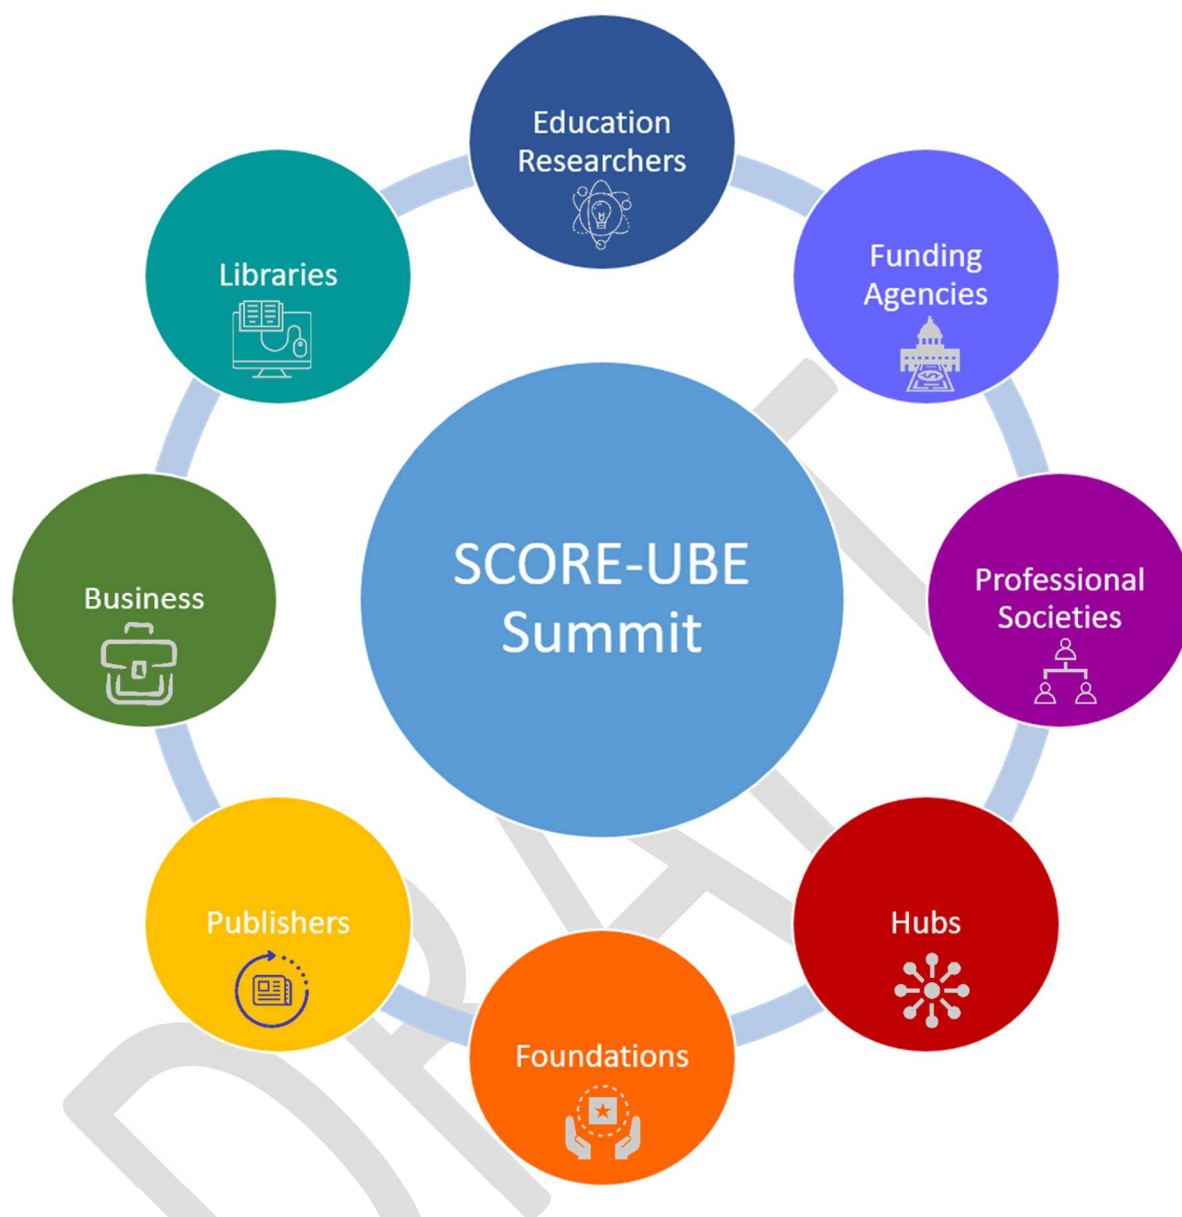 Education
Researchers
Funding
Agencies
Professional
Societies
Hubs
Foundations
Publishers
Business
Libraries
SCORE-UBE
Summit
DRAFT